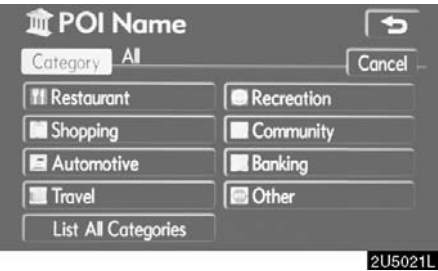 POI Name
Category All
Cancel
Restaurant
Recreation
Shopping
Community
Automotive
Banking
Travel
Other
List All Categories
2U5021L